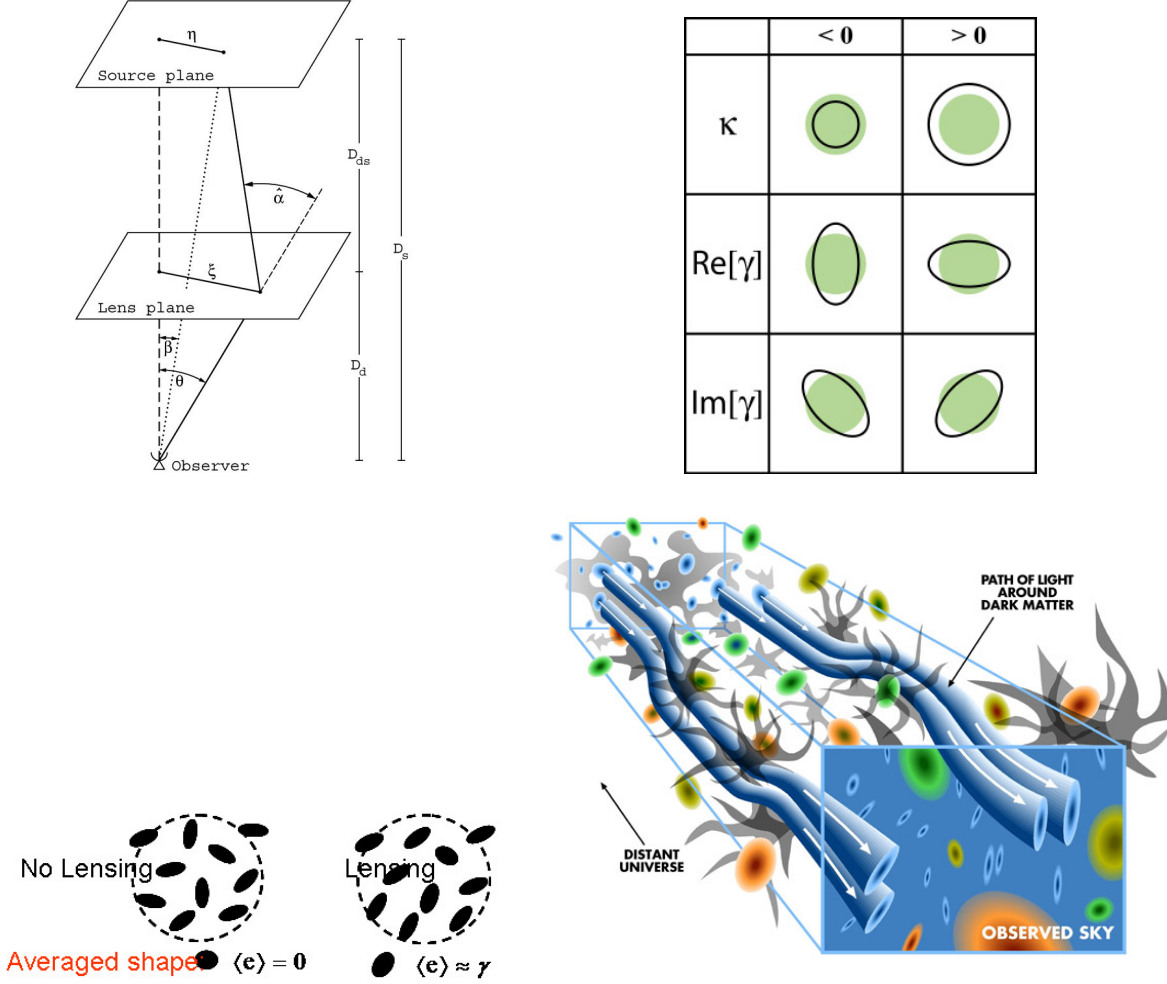 η
Source plane
D_ds
α̂
D_s
ξ
Lens plane
β
D_d
θ
Observer
< 0 > 0
κ
Re[γ]
Im[γ]
PATH OF LIGHT
AROUND
DARK MATTER
DISTANT
UNIVERSE
OBSERVED SKY
No Lensing Lensing
Averaged shape: ⟨e⟩ = 0 ⟨e⟩ ≈ γ